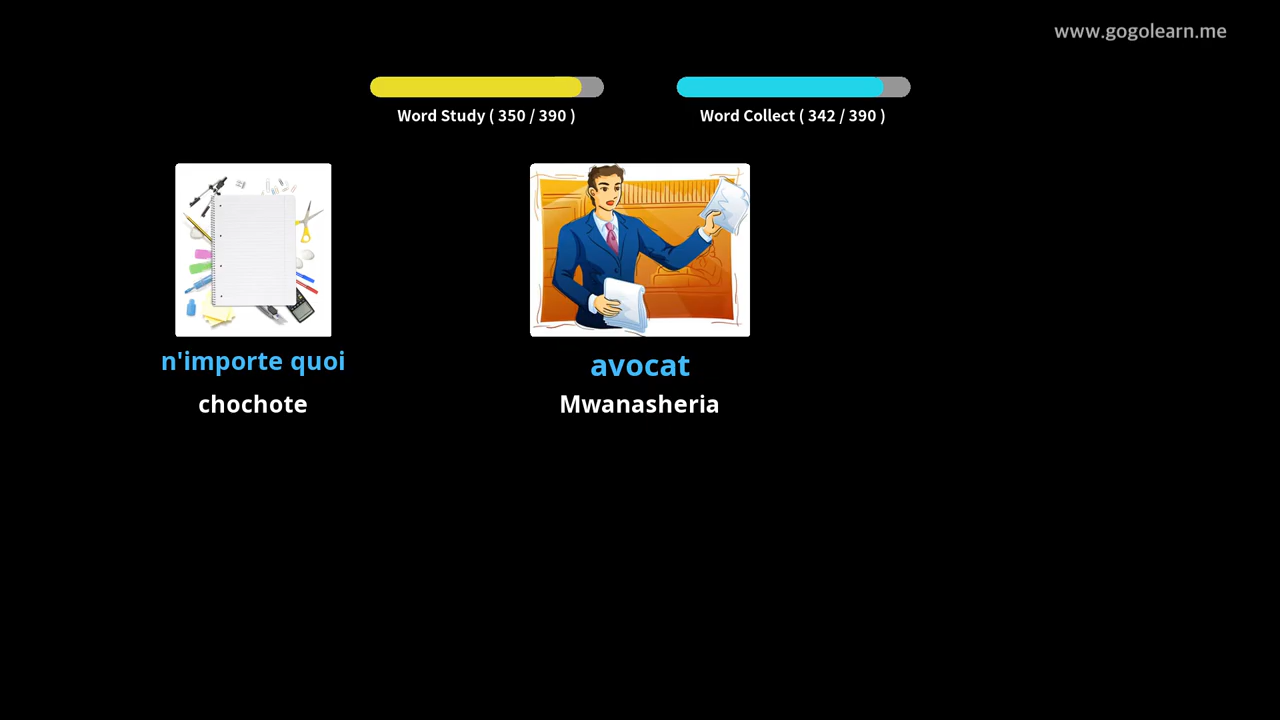 www.gogolearn.me
Word Study ( 350 / 390 )
Word Collect ( 342 / 390 )
n'importe quoi
chochote
avocat
Mwanasheria